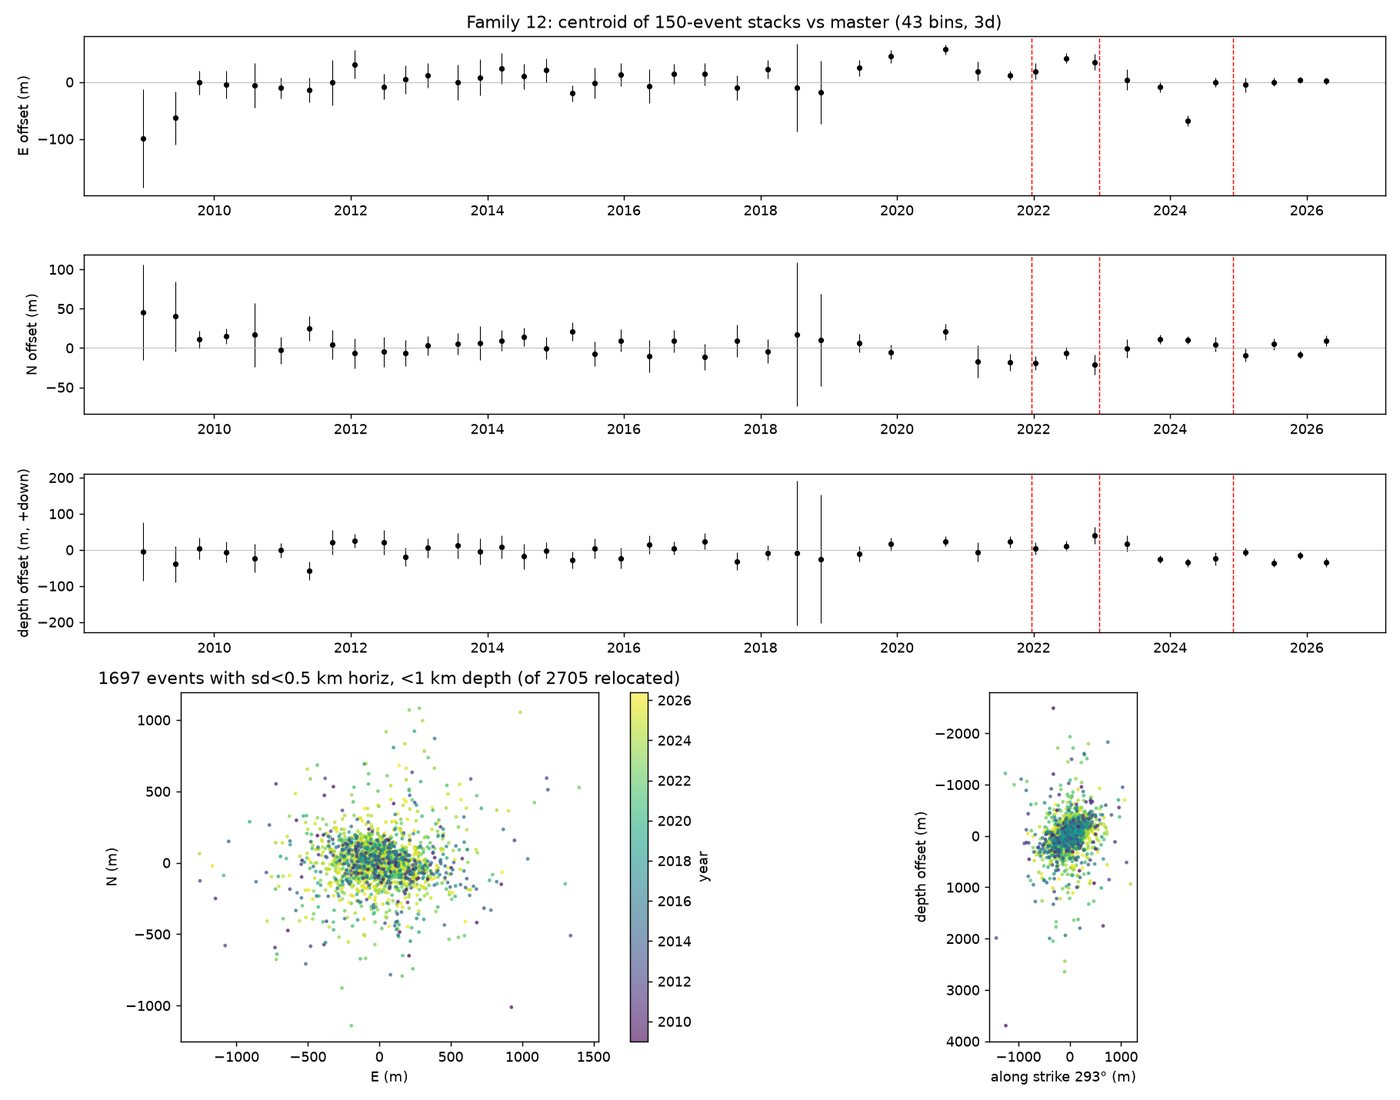 Family 12: centroid of 150-event stacks vs master (43 bins, 3d)
E offset (m)
0
−100
2010 2012 2014 2016 2018 2020 2022 2024 2026
N offset (m)
100
50
0
−50
2010 2012 2014 2016 2018 2020 2022 2024 2026
depth offset (m, +down)
200
100
0
−100
−200
2010 2012 2014 2016 2018 2020 2022 2024 2026
1697 events with sd<0.5 km horiz, <1 km depth (of 2705 relocated)
N (m)
1000
500
0
−500
−1000
−1000 −500 0 500 1000 1500
E (m)
2026
2024
2022
2020
2018
2016
2014
2012
2010
year
depth offset (m)
−2000
−1000
0
1000
2000
3000
4000
−1000 0 1000
along strike 293° (m)